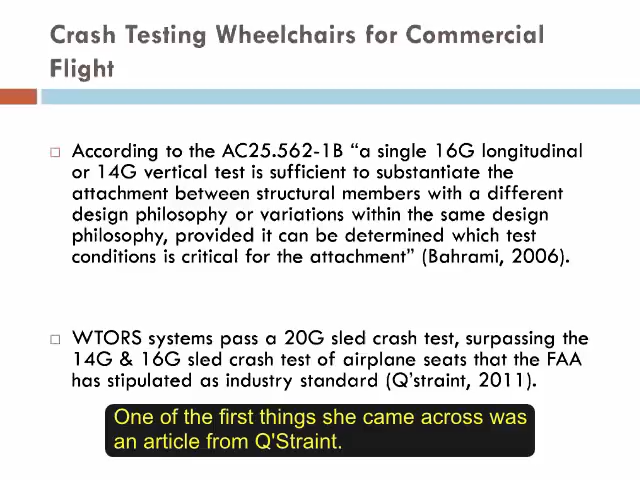 Crash Testing Wheelchairs for Commercial
Flight
According to the AC25.562-1B “a single 16G longitudinal
or 14G vertical test is sufficient to substantiate the
attachment between structural members with a different
design philosophy or variations within the same design
philosophy, provided it can be determined which test
conditions is critical for the attachment” (Bahrami, 2006).
WTORS systems pass a 20G sled crash test, surpassing the
14G & 16G sled crash test of airplane seats that the FAA
has stipulated as industry standard (Q’straint, 2011).
One of the first things she came across was
an article from Q'Straint.